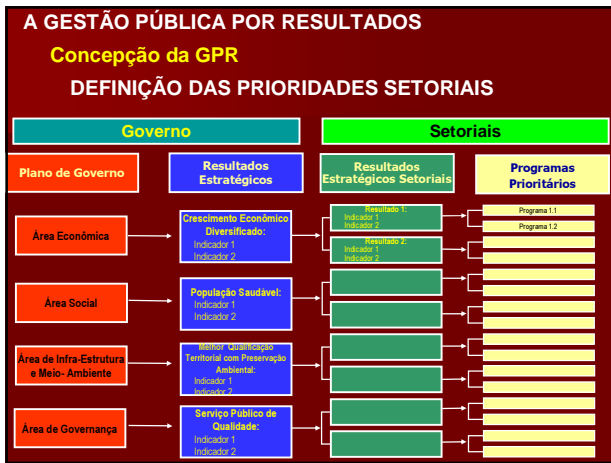 A GESTÃO PÚBLICA POR RESULTADOS
Concepção da GPR
DEFINIÇÃO DAS PRIORIDADES SETORIAIS
Governo
Setoriais
Plano de Governo
Resultados
Estratégicos
Resultados
Estratégicos Setoriais
Programas
Prioritários
Área Econômica
Crescimento Econômico
Diversificado:
Indicador 1
Indicador 2
Resultado 1:
Indicador 1
Indicador 2
Resultado 2:
Indicador 1
Indicador 2
Programa 1.1
Programa 1.2
Área Social
População Saudável:
Indicador 1
Indicador 2
Área de Infra-Estrutura
e Meio- Ambiente
Melhor Qualificação
Territorial com Preservação
Ambiental:
Indicador 1
Indicador 2
Área de Governança
Serviço Público de
Qualidade:
Indicador 1
Indicador 2